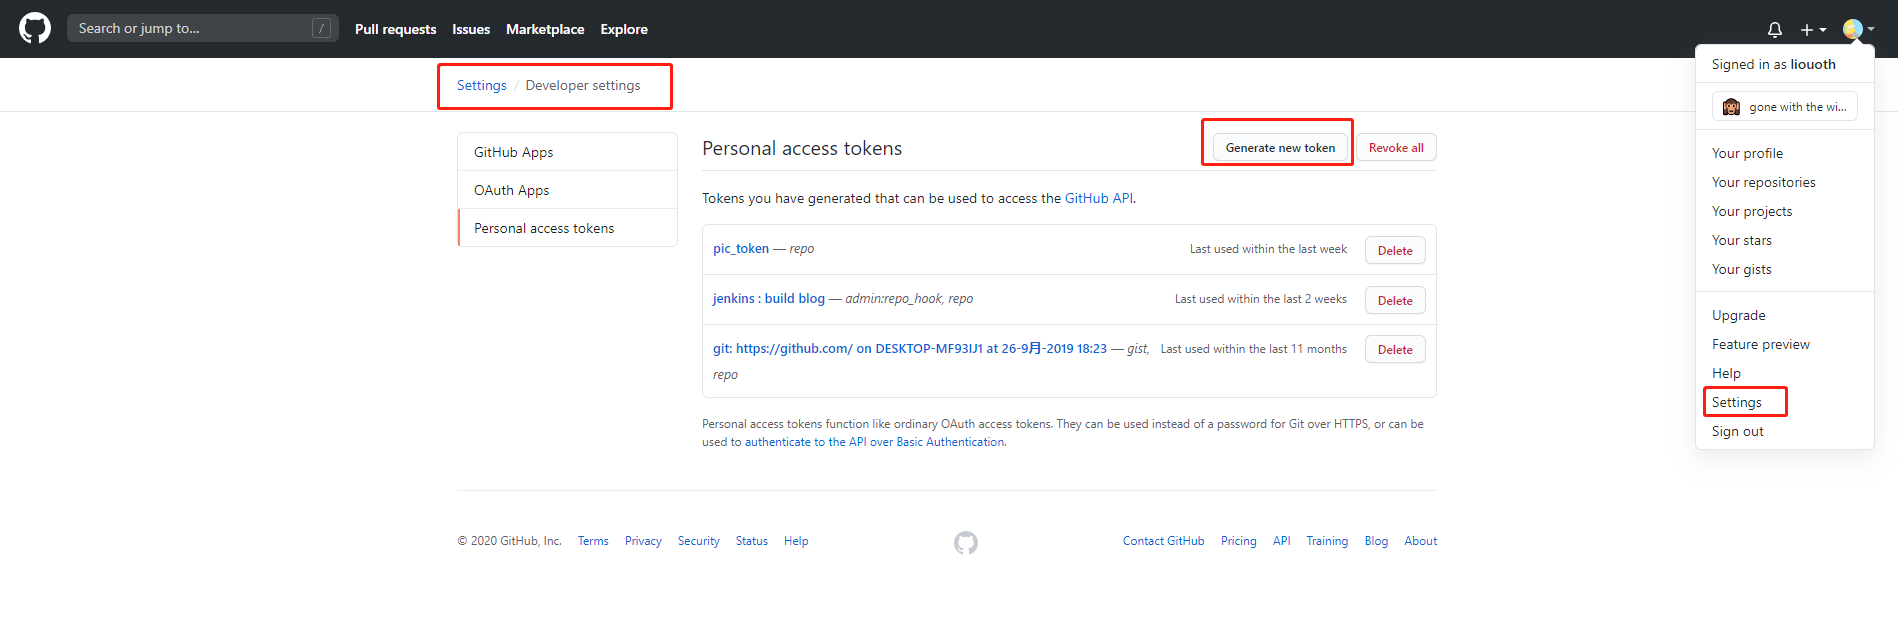 Search or jump to... /
Pull requests Issues Marketplace Explore
Signed in as liouoth
gone with the wi...
Your profile
Your repositories
Your projects
Your stars
Your gists
Upgrade
Feature preview
Help
Settings
Sign out
Settings / Developer settings
GitHub Apps
OAuth Apps
Personal access tokens
Personal access tokens
Generate new token Revoke all
Tokens you have generated that can be used to access the GitHub API.
pic_token — repo Last used within the last week Delete
jenkins : build blog — admin:repo_hook, repo Last used within the last 2 weeks Delete
git: https://github.com/ on DESKTOP-MF93IJ1 at 26-9月-2019 18:23 — gist, Last used within the last 11 months Delete
repo
Personal access tokens function like ordinary OAuth access tokens. They can be used instead of a password for Git over HTTPS, or can be
used to authenticate to the API over Basic Authentication.
© 2020 GitHub, Inc. Terms Privacy Security Status Help Contact GitHub Pricing API Training Blog About